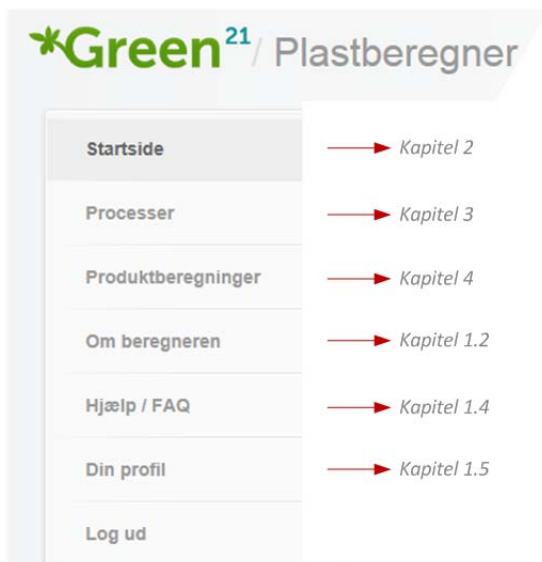 Green21 / Plastberegner
Startside Kapitel 2
Processer Kapitel 3
Produktberegninger Kapitel 4
Om beregneren Kapitel 1.2
Hjælp / FAQ Kapitel 1.4
Din profil Kapitel 1.5
Log ud